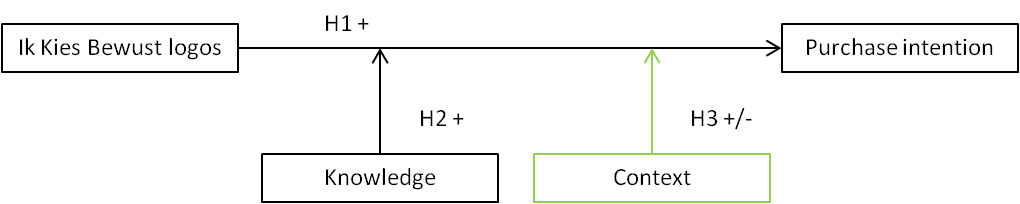 H1 +
Ik Kies Bewust logos
Purchase intention
H2 +
H3 +/-
Knowledge
Context